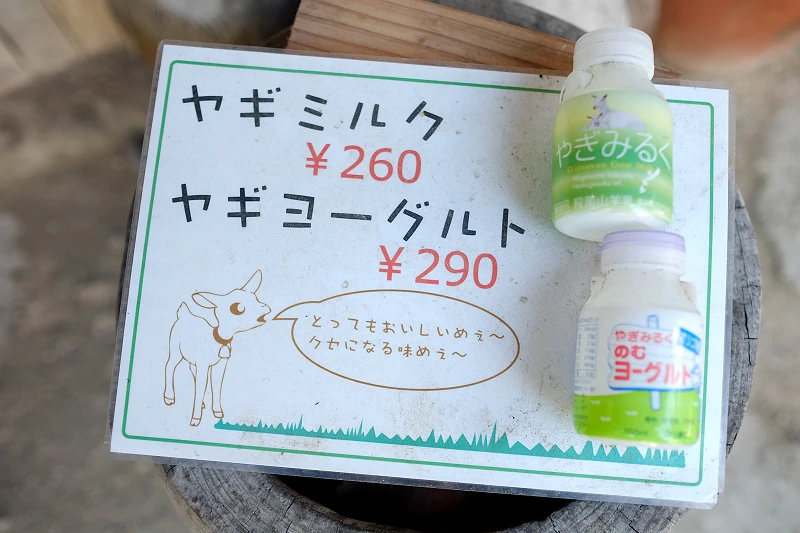 ヤギミルク
¥260
ヤギヨーグルト
¥290
とってもおいしいめぇ～
クセになる味めぇ～
やぎみるく
やぎみるく
のむ
ヨーグルト